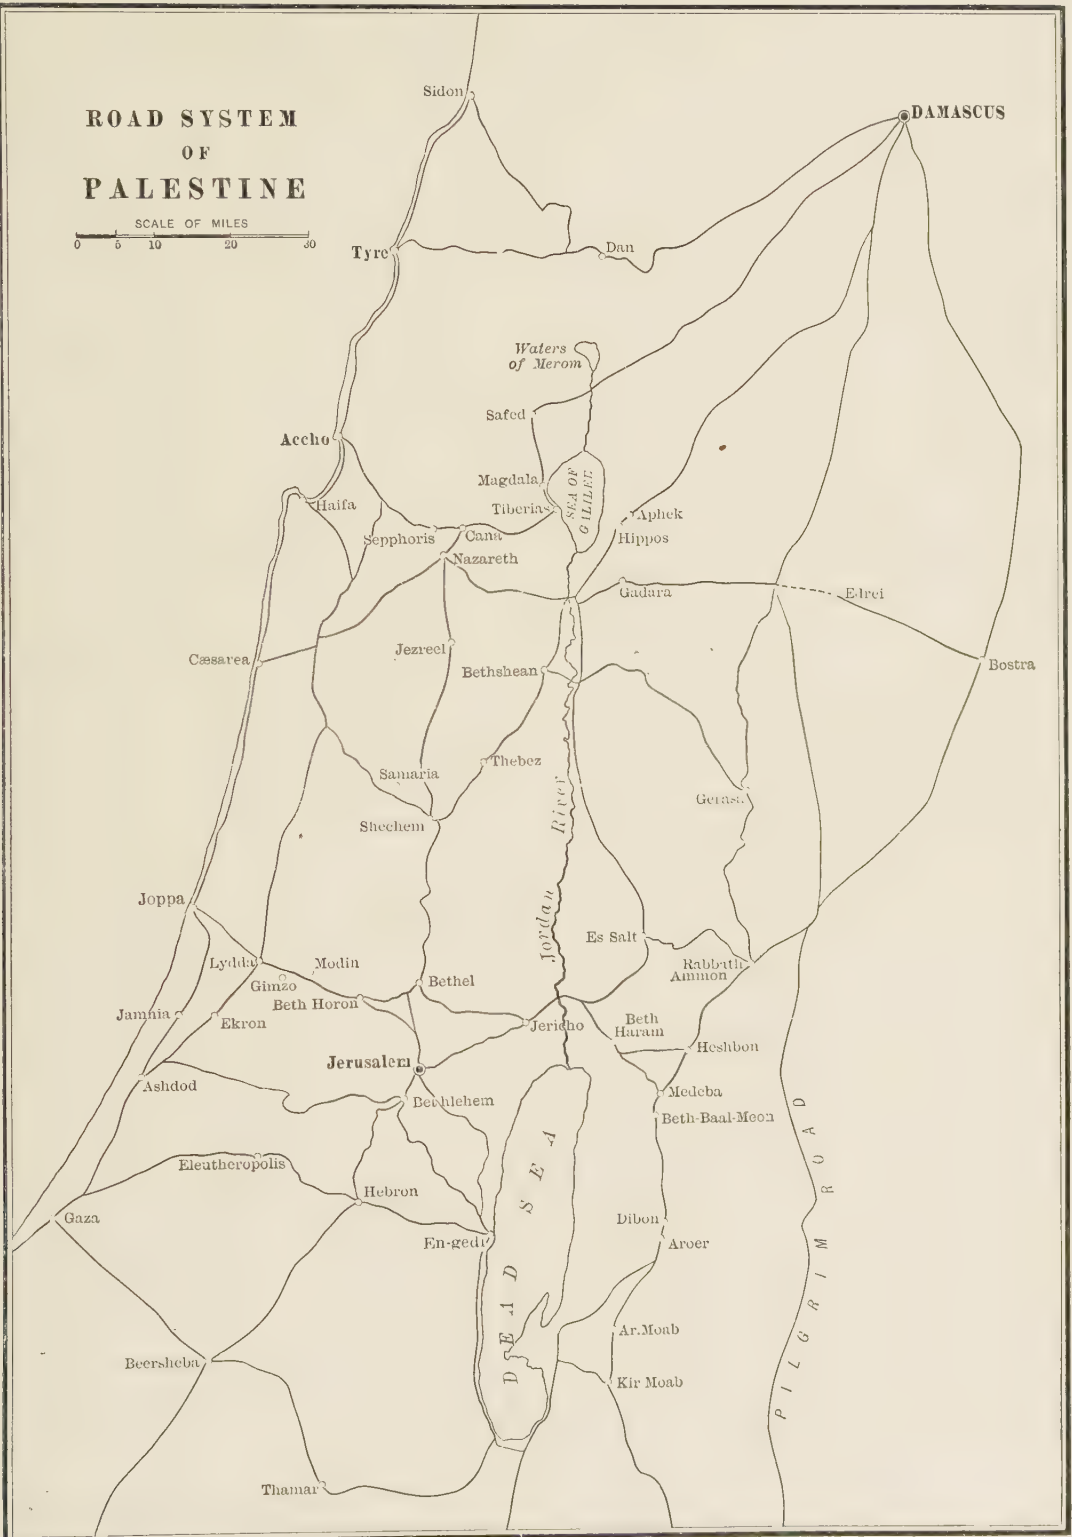 ROAD SYSTEM
OF
PALESTINE
SCALE OF MILES
0 5 10 20 30
Sidon
DAMASCUS
Tyre
Dan
Waters
of Merom
Safed
Accho
Magdala
SEA OF
GALILEE
Haifa
Tiberias
Aphek
Sepphoris
Cana
Hippos
Nazareth
Gadara
Edrei
Cæsarea
Jezreel
Bethshean
Bostra
Thebez
Samaria
Gerasa
Shechem
Jordan River
Joppa
Es Salt
Lydda
Modin
Rabbath
Ammon
Gimzo
Bethel
Beth Horon
Jamnia
Ekron
Jericho
Beth
Haram
Heshbon
Jerusalem
Ashdod
Medeba
Bethlehem
Beth-Baal-Meon
Eleutheropolis
Hebron
Gaza
Dibon
En-gedi
Aroer
DEAD SEA
PILGRIM ROAD
Ar.Moab
Beersheba
Kir Moab
Thamar